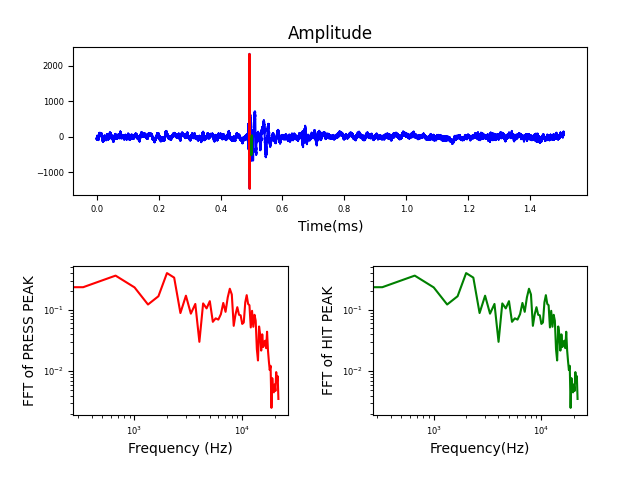 Amplitude
2000
1000
0
−1000
0.0 0.2 0.4 0.6 0.8 1.0 1.2 1.4
Time(ms)
FFT of PRESS PEAK
10⁻¹
10⁻²
10³ 10⁴
Frequency (Hz)
FFT of HIT PEAK
10⁻¹
10⁻²
10³ 10⁴
Frequency(Hz)